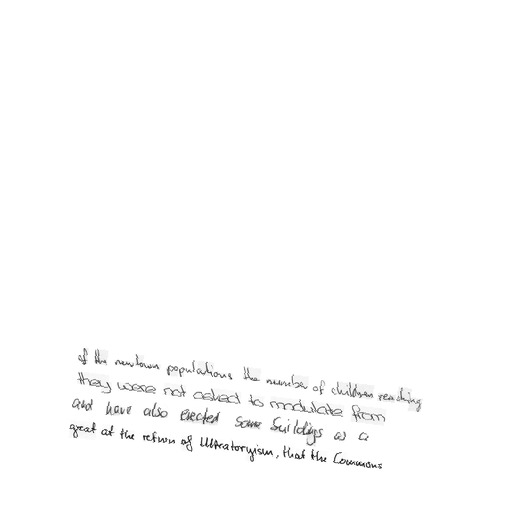 of the newtown populations the number of children reaching
they were not asked to modulate from
and have also erected some buildings as a
great at the return of Ultratoryism, that the Commons